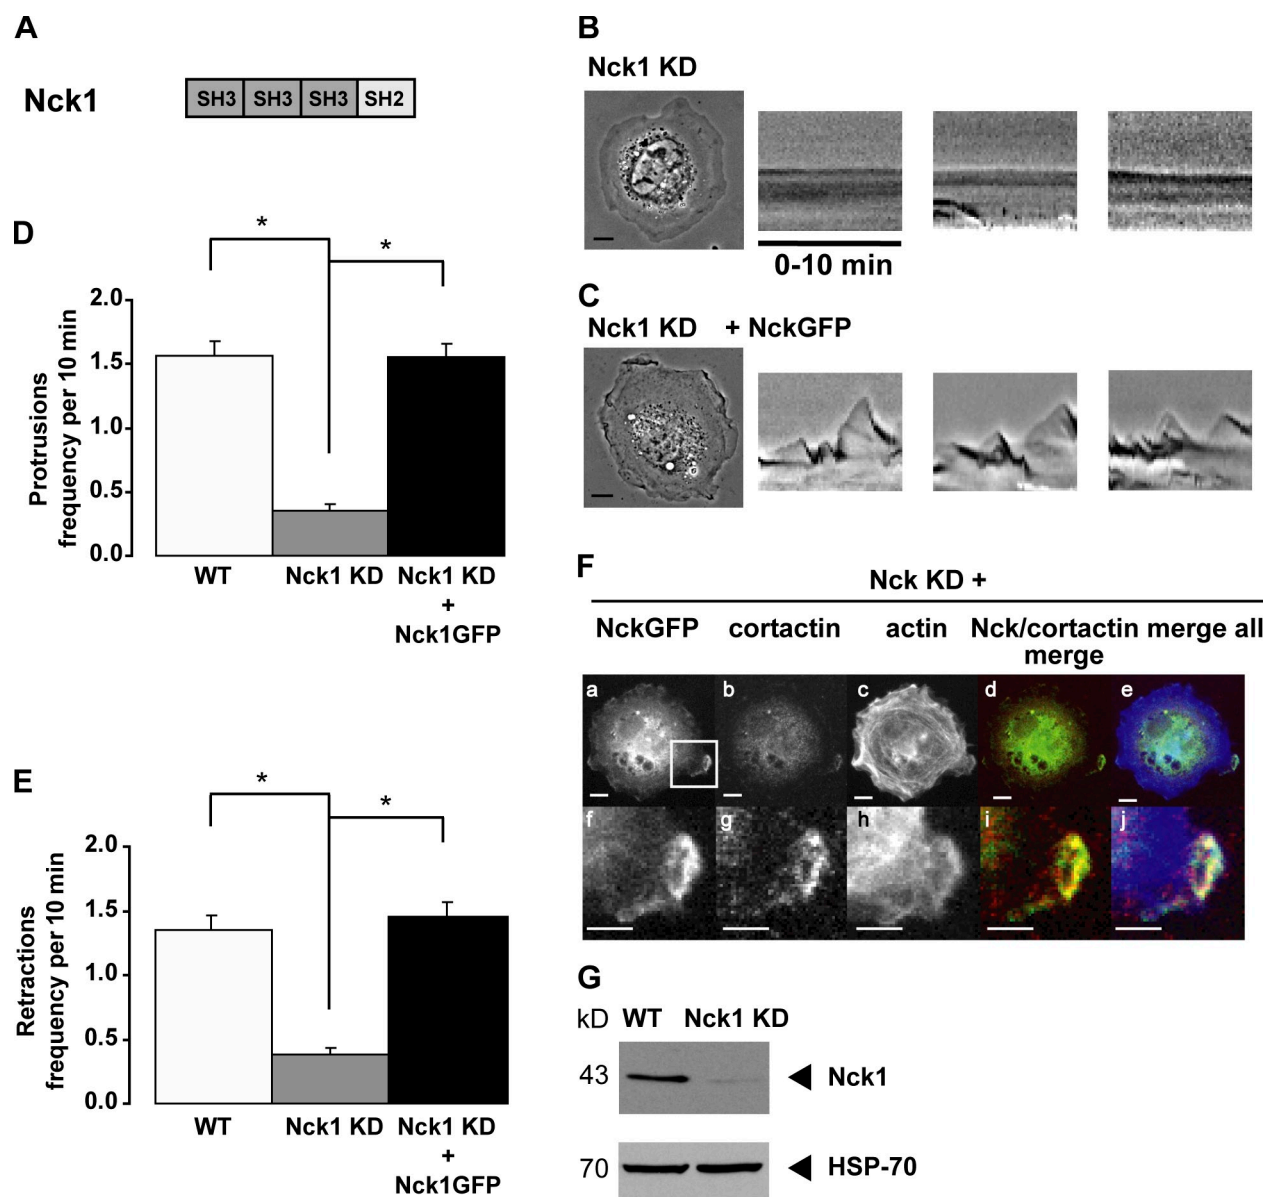 A
Nck1
SH3 SH3 SH3 SH2
B
Nck1 KD
0-10 min
C
Nck1 KD + NckGFP
D
* *
Protrusions
frequency per 10 min
2.0
1.5
1.0
0.5
0.0
WT Nck1 KD Nck1 KD
+
Nck1GFP
E
* *
Retractions
frequency per 10 min
2.0
1.5
1.0
0.5
0.0
WT Nck1 KD Nck1 KD
+
Nck1GFP
F
Nck KD +
NckGFP cortactin actin Nck/cortactin merge all
merge
a b c d e
f g h i j
G
kD WT Nck1 KD
43 Nck1
70 HSP-70